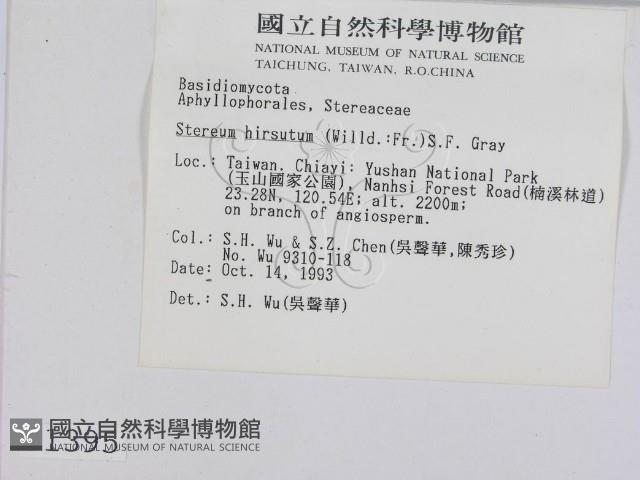 國立自然科學博物館
NATIONAL MUSEUM OF NATURAL SCIENCE
TAICHUNG, TAIWAN, R.O.CHINA
Basidiomycota
Aphyllophorales, Stereaceae
Stereum hirsutum (Willd.:Fr.)S.F. Gray
Loc.: Taiwan. Chiayi: Yushan National Park
(玉山國家公園), Nanhsi Forest Road(楠溪林道)
23.28N, 120.54E; alt. 2200m;
on branch of angiosperm.
Col.: S.H. Wu & S.Z. Chen(吳聲華,陳秀珍)
No. Wu 9310-118
Date: Oct. 14, 1993
Det.: S.H. Wu(吳聲華)
國立自然科學博物館
NATIONAL MUSEUM OF NATURAL SCIENCE
1395